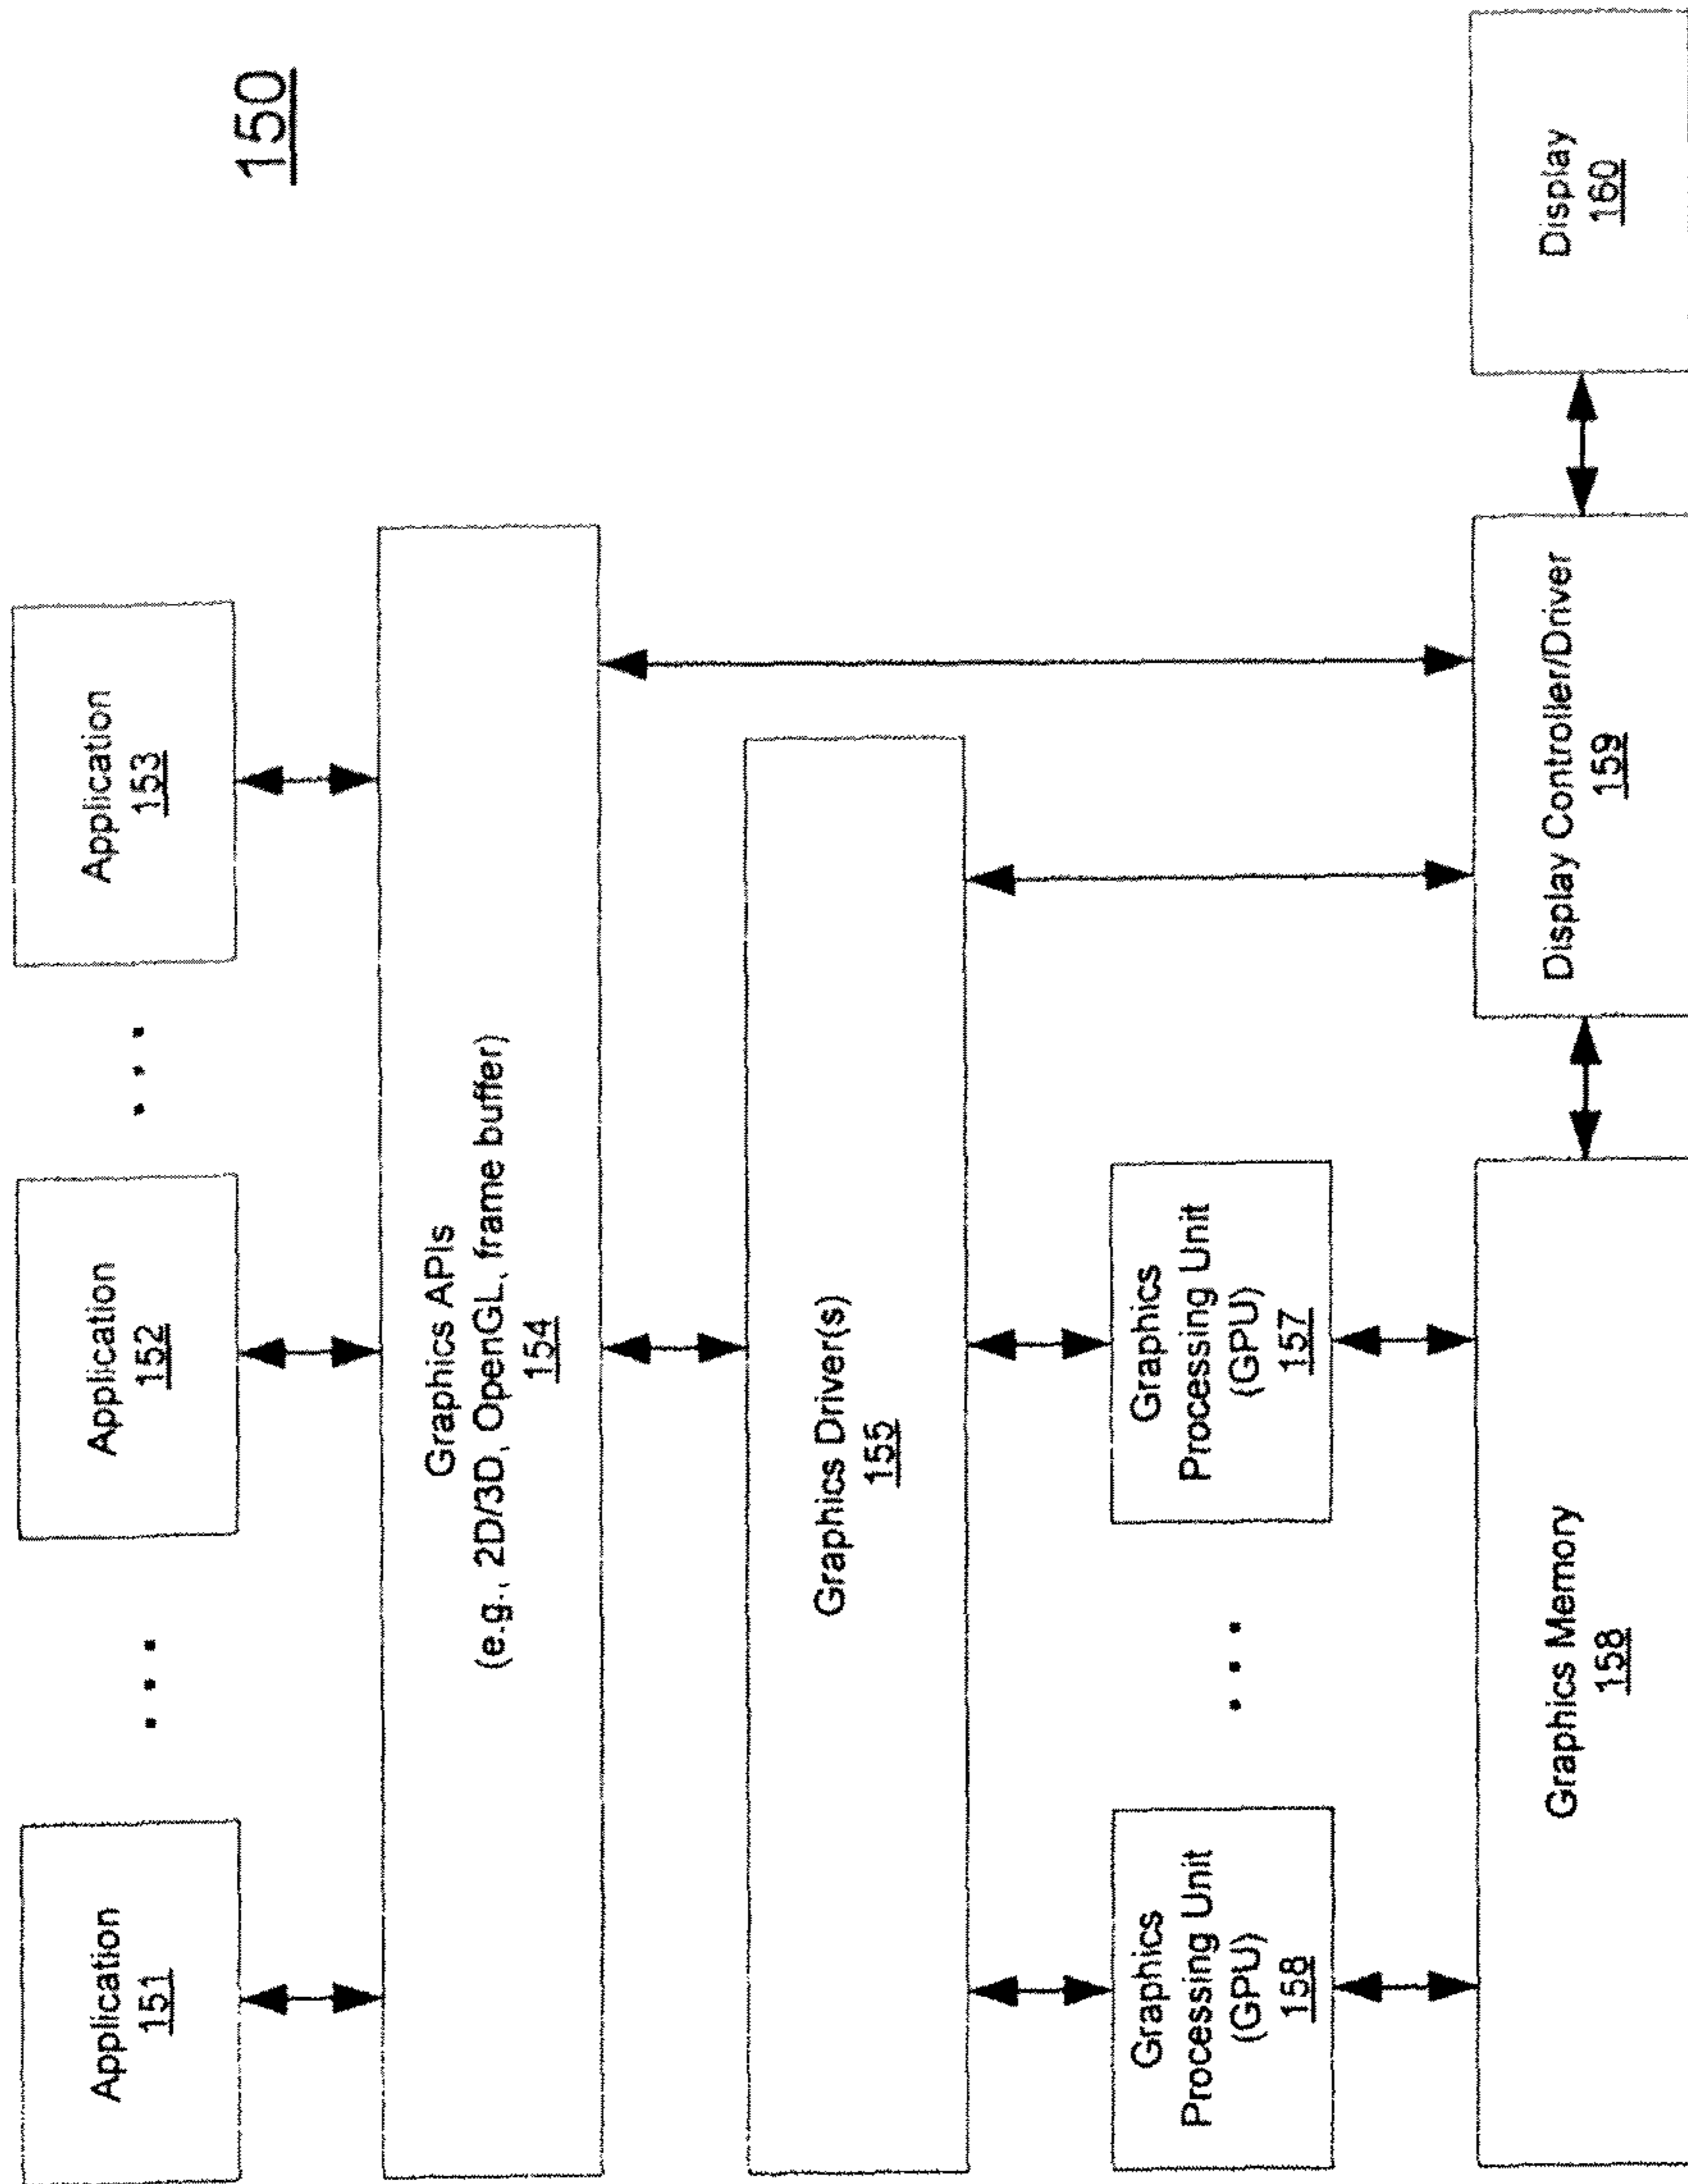 150
Application
151
. . .
Application
152
. . .
Application
153
Graphics APIs
(e.g., 2D/3D, OpenGL, frame buffer)
154
Graphics Driver(s)
155
Graphics
Processing Unit
(GPU)
158
. . .
Graphics
Processing Unit
(GPU)
157
Graphics Memory
158
Display Controller/Driver
159
Display
160